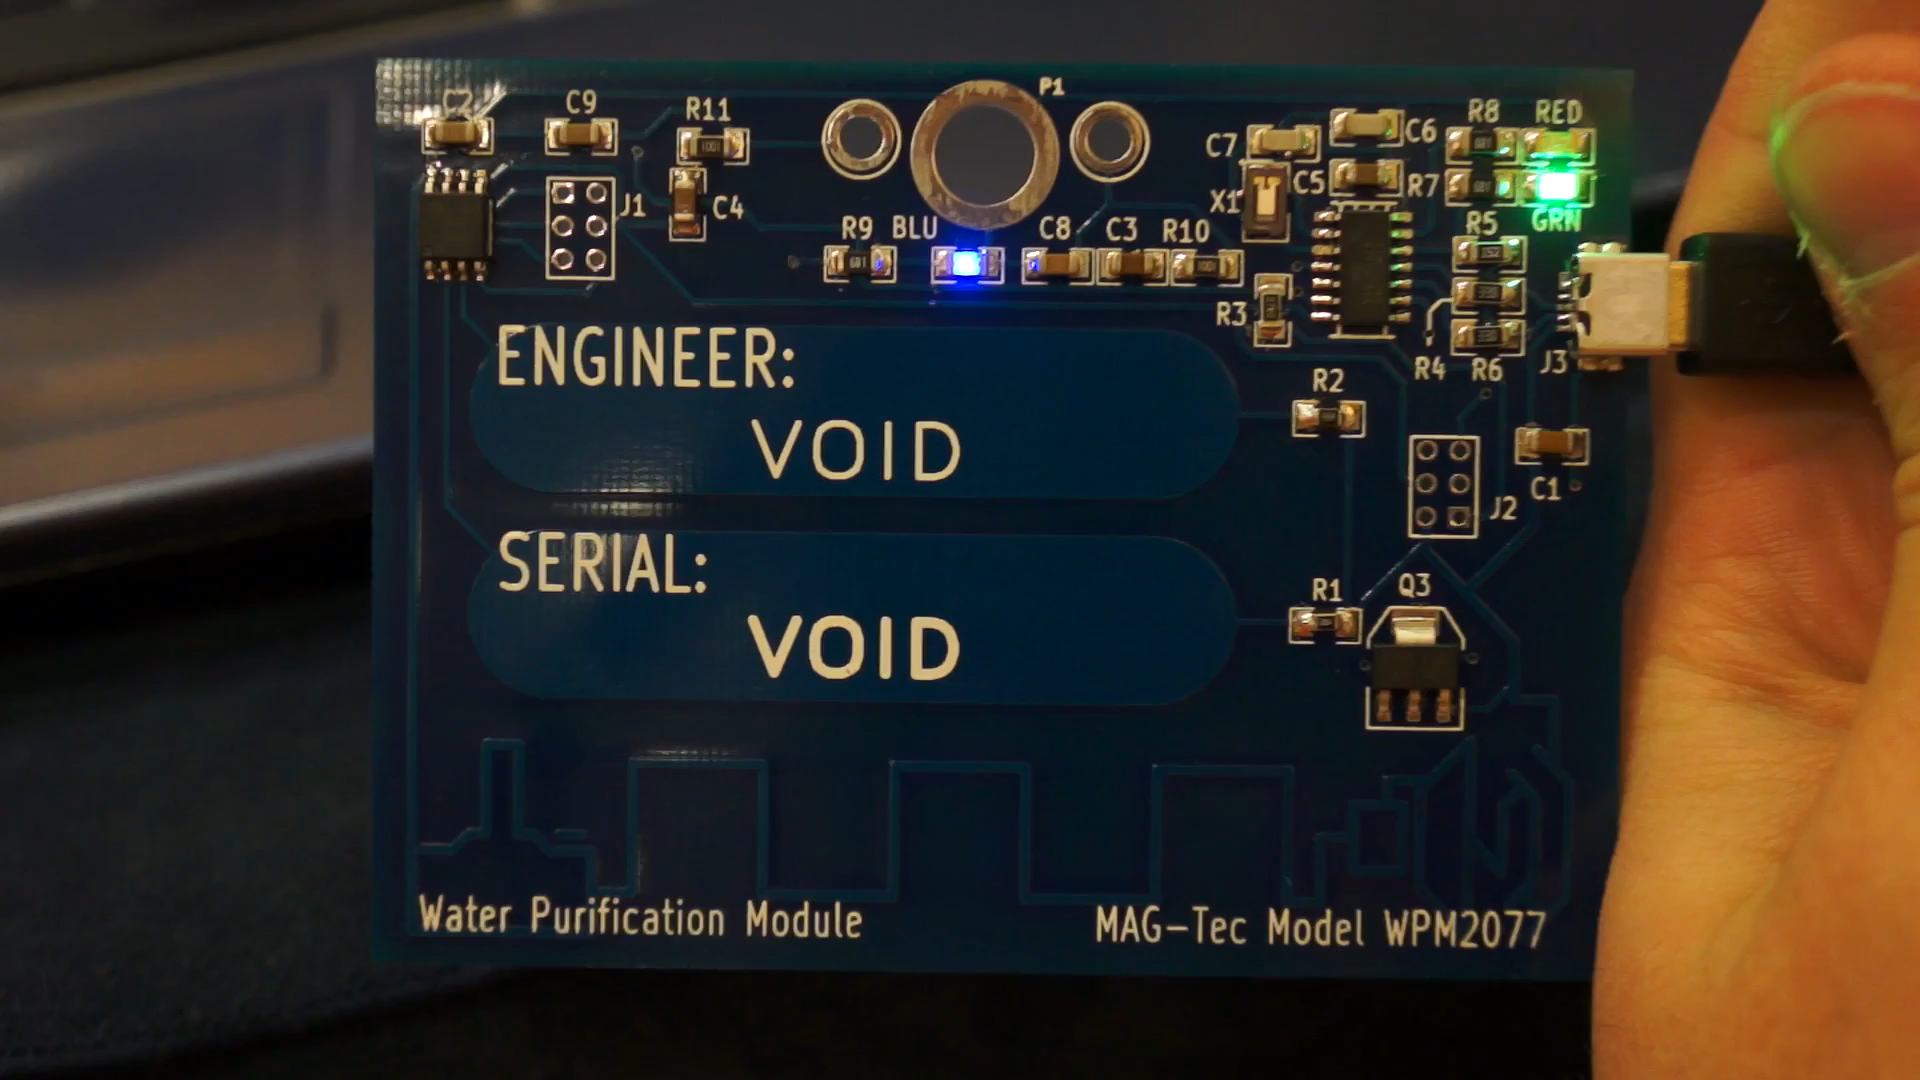 P1
C2 C9 R11 C7 C6 R8 RED
J1 C4 X1 C5 R7 GRN
R9 BLU C8 C3 R10 R5
R3
ENGINEER:
J3
R4 R6
R2
VOID
C1
J2
SERIAL:
R1 Q3
VOID
Water Purification Module MAG-Tec Model WPM2077